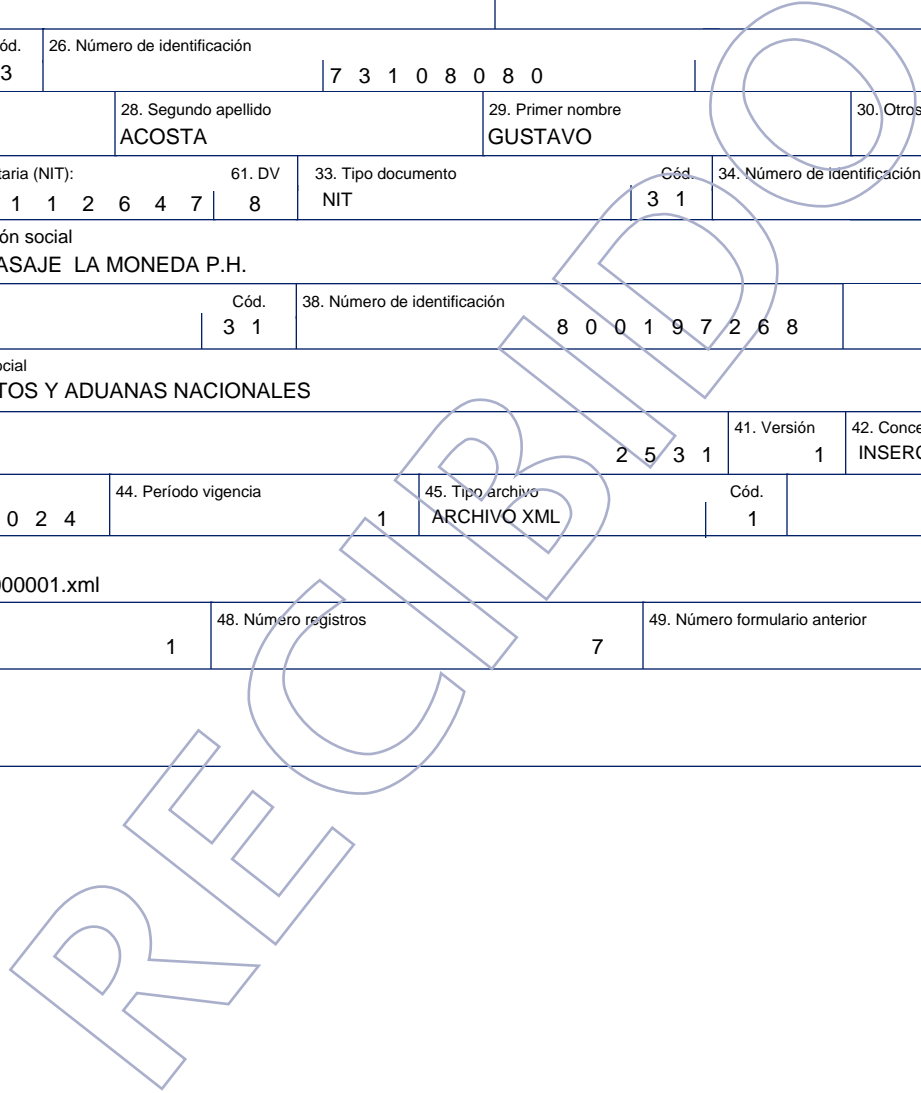 ód. 26. Número de identificación
3 7 3 1 0 8 0 8 0
28. Segundo apellido 29. Primer nombre 30. Otros
ACOSTA GUSTAVO
taria (NIT): 61. DV 33. Tipo documento Cód. 34. Número de identificación
1 1 2 6 4 7 8 NIT 3 1
ón social
ASAJE LA MONEDA P.H.
Cód. 38. Número de identificación
3 1 8 0 0 1 9 7 2 6 8
ocial
TOS Y ADUANAS NACIONALES
41. Versión 42. Conce
2 5 3 1 1 INSERC
44. Período vigencia 45. Tipo archivo Cód.
0 2 4 1 ARCHIVO XML 1
000001.xml
48. Número registros 49. Número formulario anterior
1 7
RECIBIDO